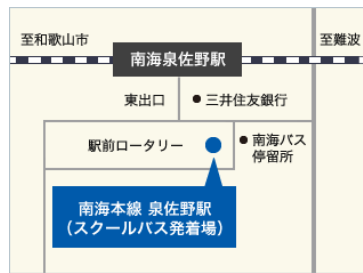 至和歌山市
至難波
南海泉佐野駅
東出口
三井住友銀行
駅前ロータリー
南海バス
停留所
南海本線 泉佐野駅
（スクールバス発着場）